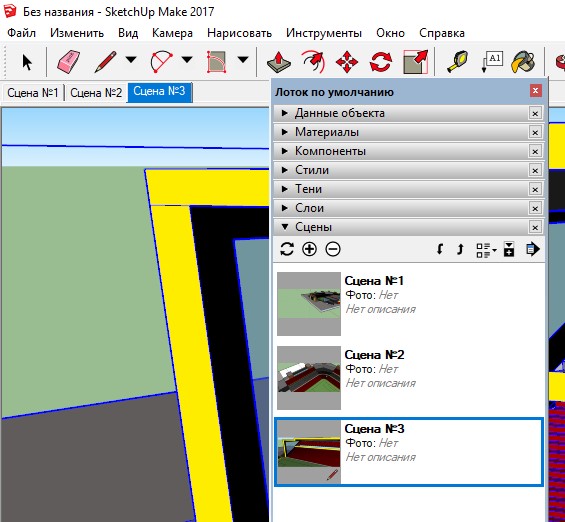 Без названия - SketchUp Make 2017
Файл Изменить Вид Камера Нарисовать Инструменты Окно Справка
A1
Сцена №1 Сцена №2 Сцена №3
Лоток по умолчанию
Данные объекта
Материалы
Компоненты
Стили
Тени
Слои
Сцены
Сцена №1
Фото: Нет
Нет описания
Сцена №2
Фото: Нет
Нет описания
Сцена №3
Фото: Нет
Нет описания